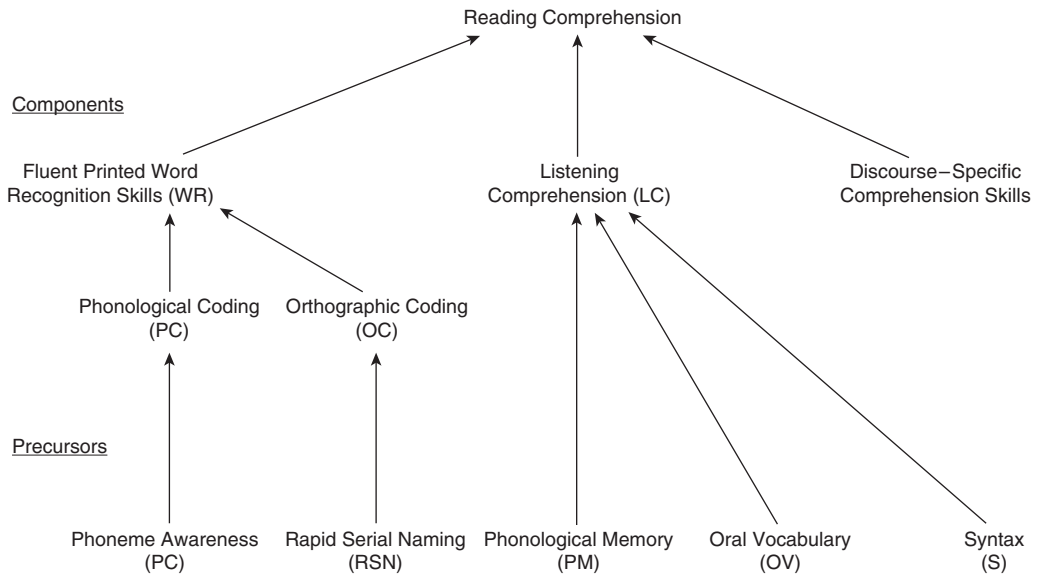 Reading Comprehension
Components
Fluent Printed Word
Recognition Skills (WR)
Listening
Comprehension (LC)
Discourse–Specific
Comprehension Skills
Phonological Coding
(PC)
Orthographic Coding
(OC)
Precursors
Phoneme Awareness
(PC)
Rapid Serial Naming
(RSN)
Phonological Memory
(PM)
Oral Vocabulary
(OV)
Syntax
(S)